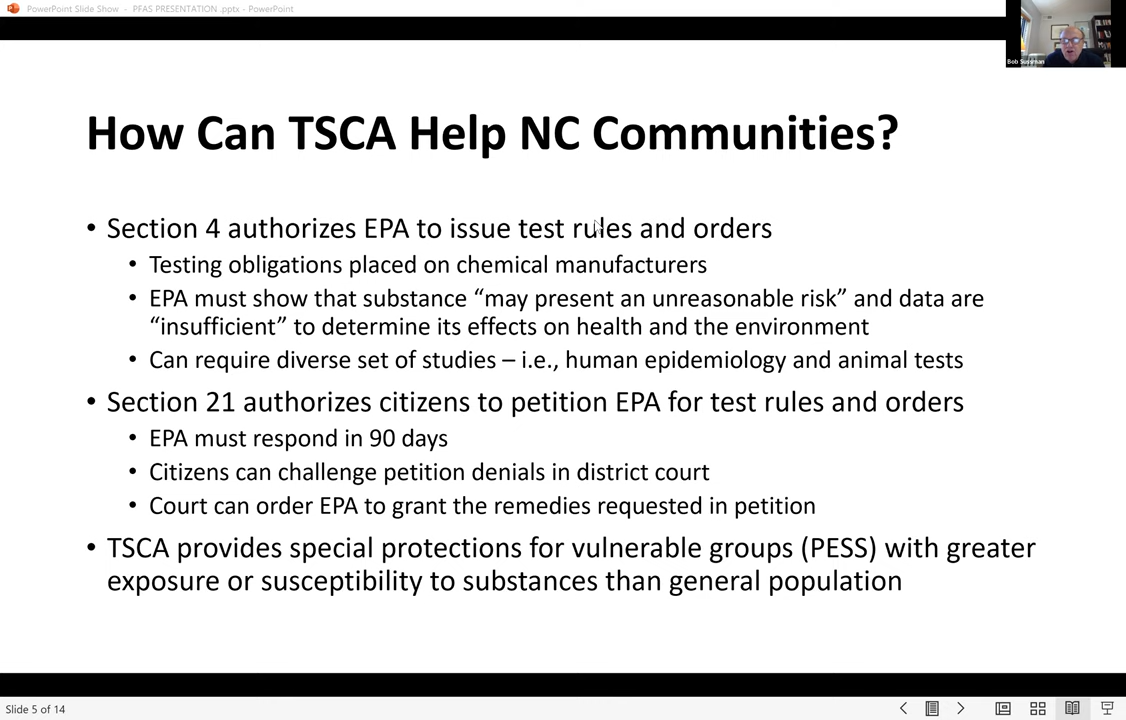 PowerPoint Slide Show - PFAS PRESENTATION .pptx - PowerPoint
Bob Sussman
How Can TSCA Help NC Communities?
• Section 4 authorizes EPA to issue test rules and orders
• Testing obligations placed on chemical manufacturers
• EPA must show that substance “may present an unreasonable risk” and data are
“insufficient” to determine its effects on health and the environment
• Can require diverse set of studies – i.e., human epidemiology and animal tests
• Section 21 authorizes citizens to petition EPA for test rules and orders
• EPA must respond in 90 days
• Citizens can challenge petition denials in district court
• Court can order EPA to grant the remedies requested in petition
• TSCA provides special protections for vulnerable groups (PESS) with greater
exposure or susceptibility to substances than general population
Slide 5 of 14